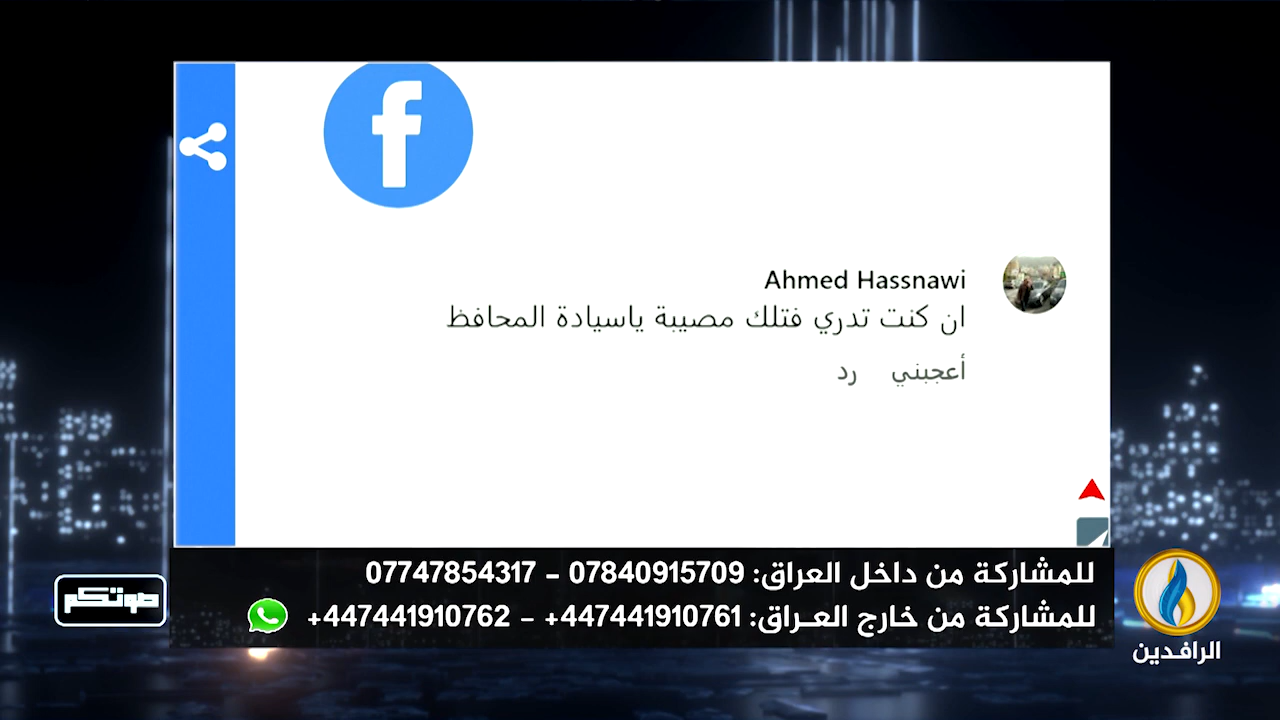 Ahmed Hassnawi
ان كنت تدري فتلك مصيبة ياسيادة المحافظ
أعجبني رد
للمشاركة من داخل العراق: 07840915709 - 07747854317
للمشاركة من خارج العـراق: 447441910761+ - 447441910762+
صوتكم
الرافدين